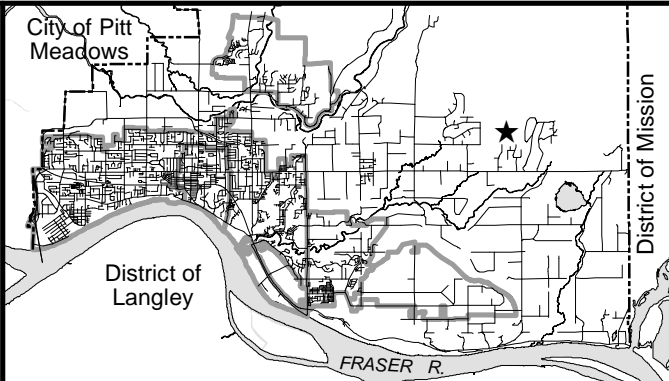 City of Pitt
Meadows
District of Mission
District of
Langley
FRASER R.